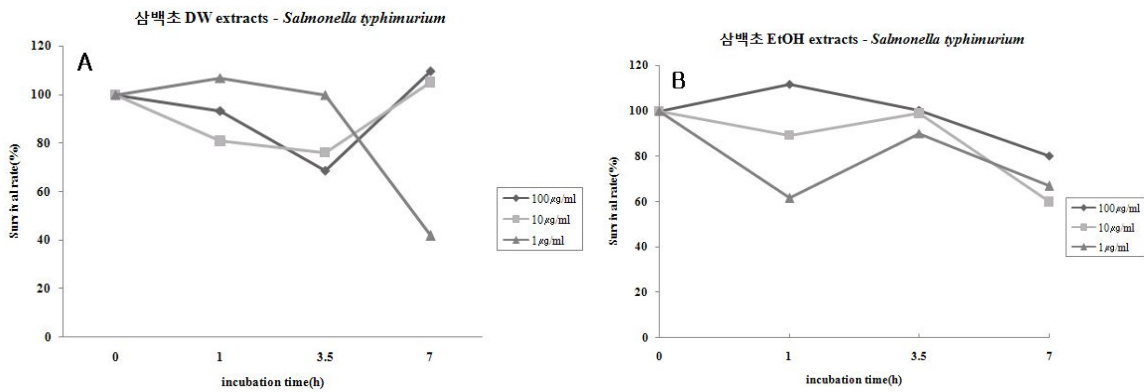 삼백초 DW extracts - Salmonella typhimurium
A
120
100
80
60
40
20
0
Survival rate(%)
0 1 3.5 7
incubation time(h)
100㎍/ml
10㎍/ml
1㎍/ml
삼백초 EtOH extracts - Salmonella typhimurium
B
120
100
80
60
40
20
0
Survival rate(%)
0 1 3.5 7
incubation time(h)
100㎍/ml
10㎍/ml
1㎍/ml